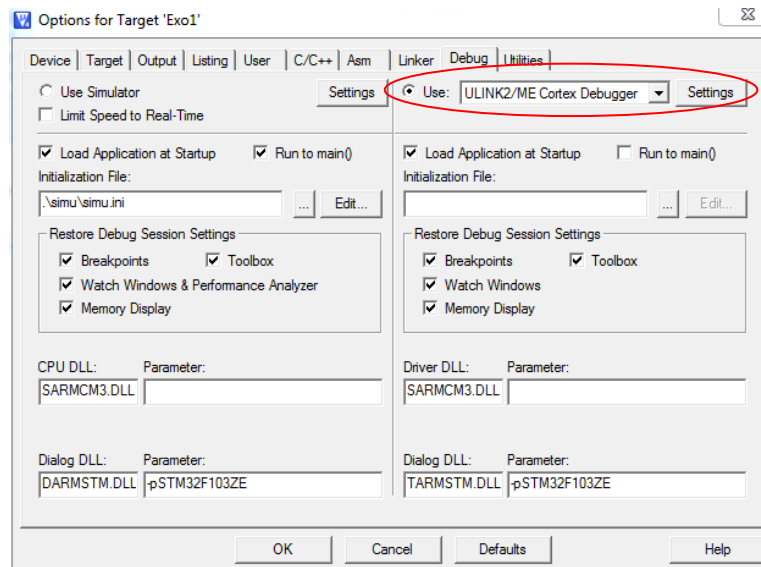 Options for Target 'Exo1'
Device Target Output Listing User C/C++ Asm Linker Debug Utilities
Use Simulator Settings
Limit Speed to Real-Time
Use: ULINK2/ME Cortex Debugger Settings
Load Application at Startup Run to main()
Initialization File:
.\simu\simu.ini ... Edit...
Restore Debug Session Settings
Breakpoints Toolbox
Watch Windows & Performance Analyzer
Memory Display
CPU DLL: Parameter:
SARMCM3.DLL
Dialog DLL: Parameter:
DARMSTM.DLL -pSTM32F103ZE
Load Application at Startup Run to main()
Initialization File:
... Edit...
Restore Debug Session Settings
Breakpoints Toolbox
Watch Windows
Memory Display
Driver DLL: Parameter:
SARMCM3.DLL
Dialog DLL: Parameter:
TARMSTM.DLL -pSTM32F103ZE
OK Cancel Defaults Help